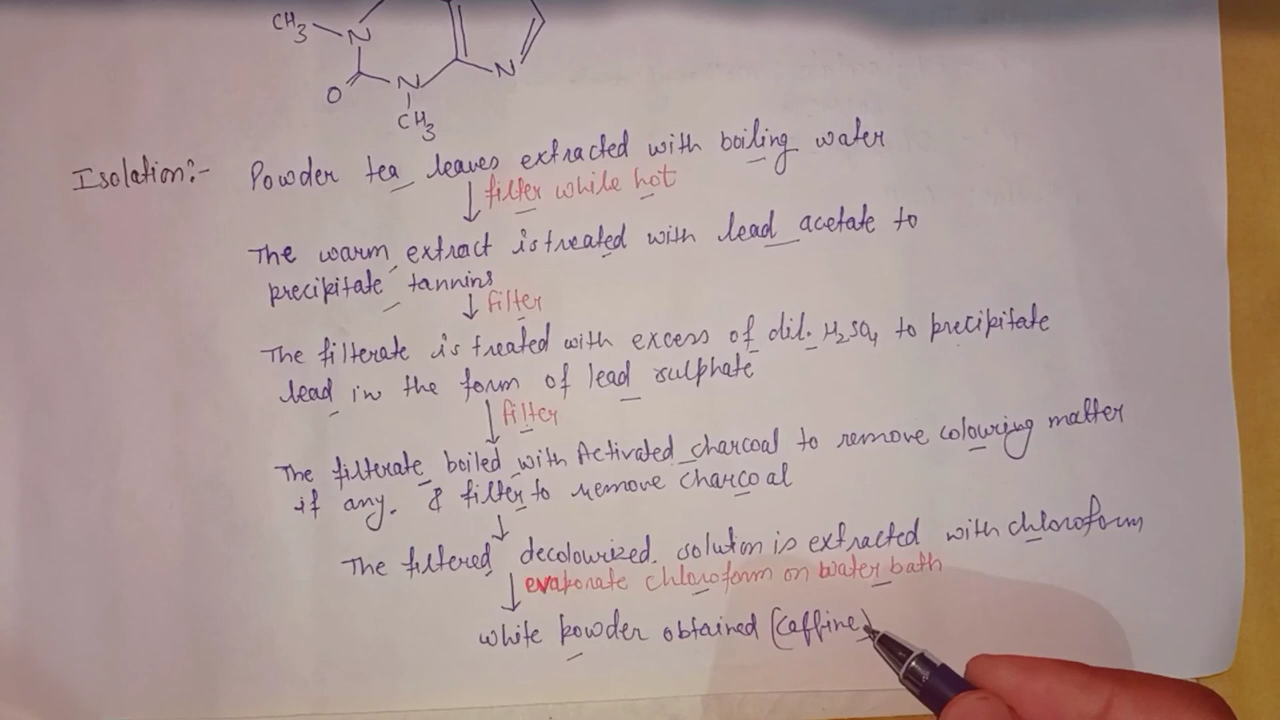 CH3 N
N
O
N
CH3
Isolation:- Powder tea leaves extracted with boiling water
filter while hot
The warm extract is treated with lead acetate to
precipitate tannins
filter
The filterate is treated with excess of dil. H2SO4 to precipitate
lead in the form of lead sulphate
filter
The filterate boiled with Activated charcoal to remove colouring matter
if any. & filter to remove charcoal
The filtered decolourized. solution is extracted with chloroform
evaporate chloroform on water bath
white powder obtained (caffine)